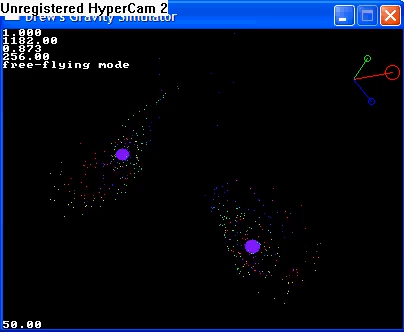 Unregistered HyperCam 2
Drew's Gravity Simulator
1.000
1182.00
0.873
256.00
free-flying mode
50.00